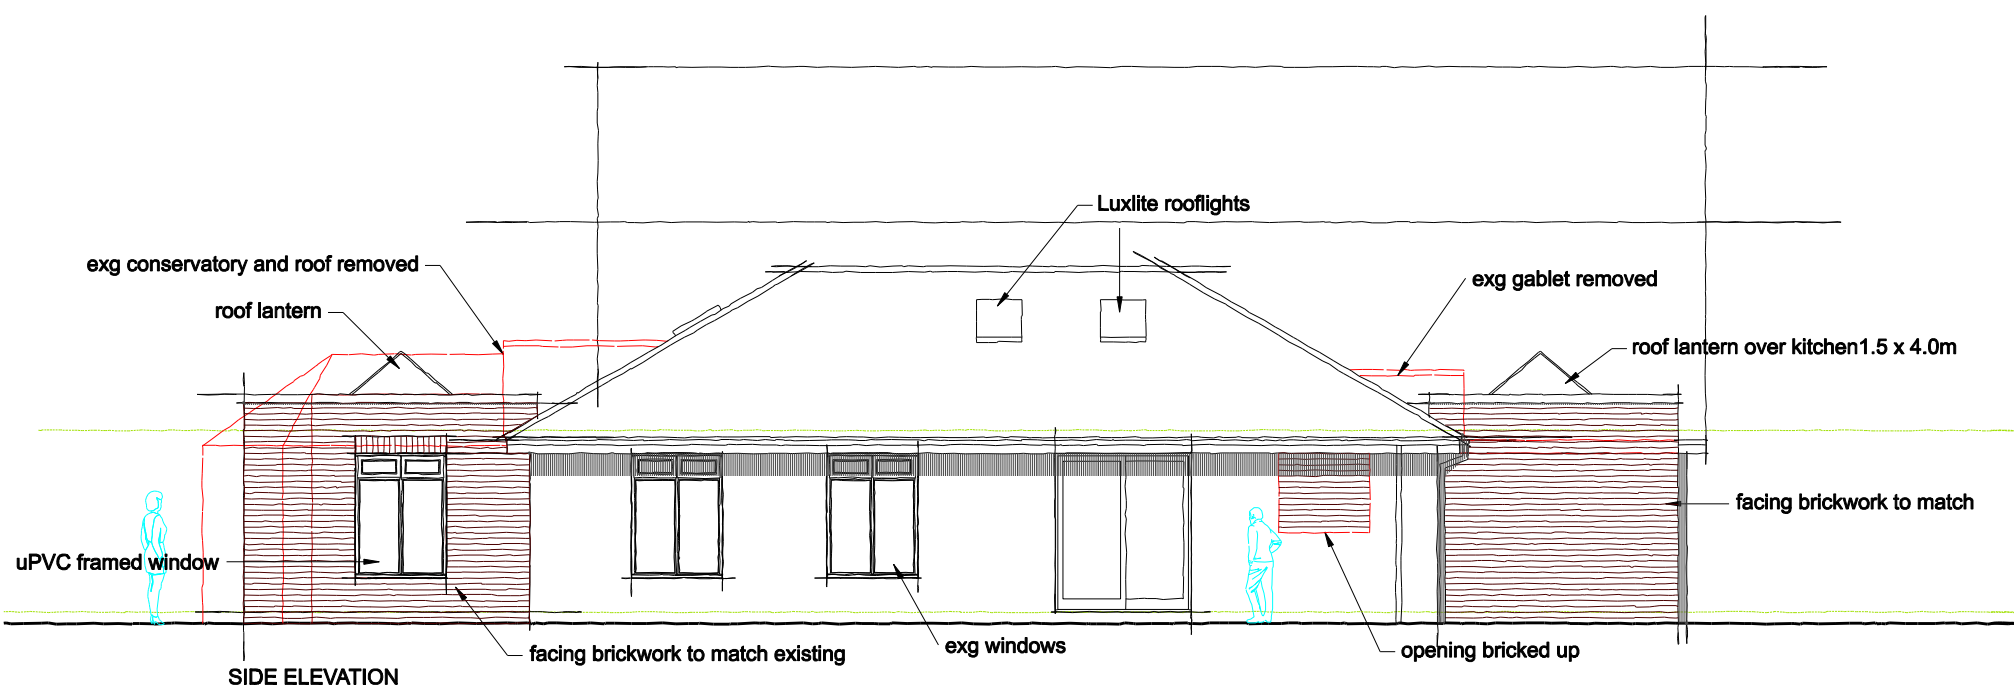 Luxlite rooflights
exg conservatory and roof removed
exg gablet removed
roof lantern
roof lantern over kitchen1.5 x 4.0m
facing brickwork to match
uPVC framed window
exg windows
opening bricked up
facing brickwork to match existing
SIDE ELEVATION